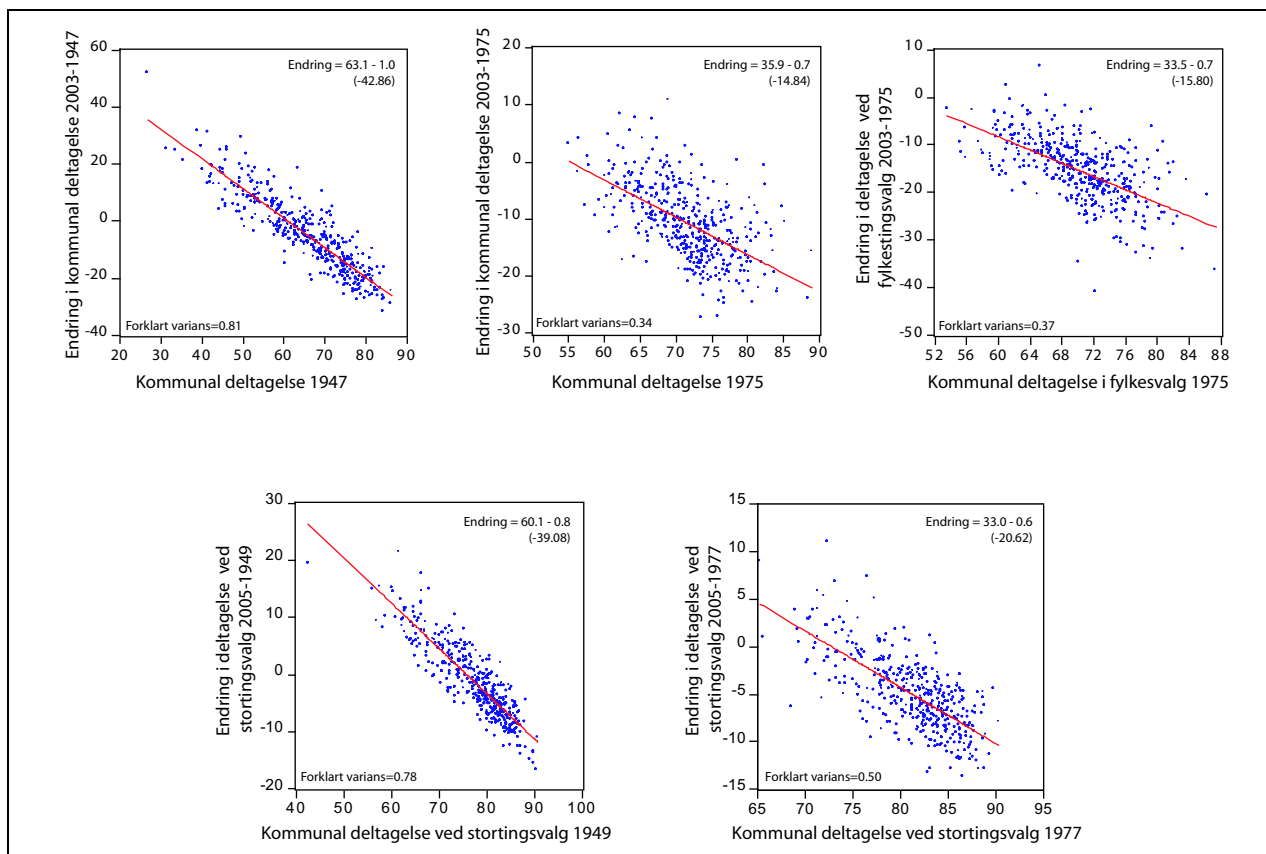 Endring i kommunal deltagelse 2003-1947
60
40
20
0
-20
-40
Endring = 63.1 - 1.0
(-42.86)
Forklart varians=0.81
20 30 40 50 60 70 80 90
Kommunal deltagelse 1947
Endring i kommunal deltagelse 2003-1975
20
10
0
-10
-20
-30
Endring = 35.9 - 0.7
(-14.84)
Forklart varians=0.34
50 55 60 65 70 75 80 85 90
Kommunal deltagelse 1975
Endring i deltagelse ved
fylkestingsvalg 2003-1975
10
0
-10
-20
-30
-40
-50
Endring = 33.5 - 0.7
(-15.80)
Forklart varians=0.37
52 56 60 64 68 72 76 80 84 88
Kommunal deltagelse i fylkesvalg 1975
Endring i deltagelse ved
stortingsvalg 2005-1949
30
20
10
0
-10
-20
Endring = 60.1 - 0.8
(-39.08)
Forklart varians=0.78
40 50 60 70 80 90 100
Kommunal deltagelse ved stortingsvalg 1949
Endring i deltagelse ved
stortingsvalg 2005-1977
15
10
5
0
-5
-10
-15
Endring = 33.0 - 0.6
(-20.62)
Forklart varians=0.50
65 70 75 80 85 90 95
Kommunal deltagelse ved stortingsvalg 1977